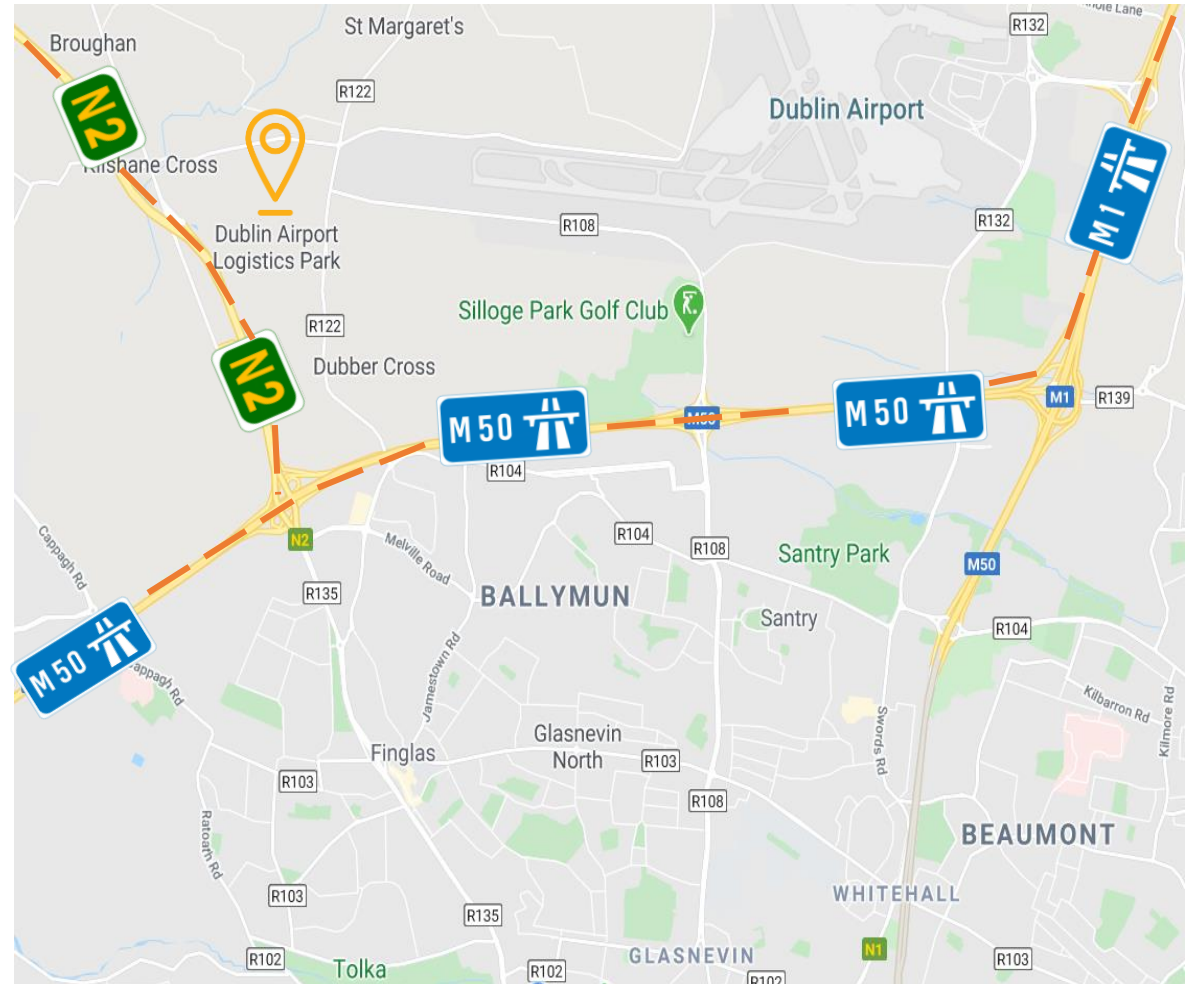 St Margaret's
R132
Broughan
R122
Dublin Airport
N2
Kilshane Cross
M1
R132
R108
Dublin Airport
Logistics Park
Silloge Park Golf Club
R122
Dubber Cross
N2
M50
M50
M50
M1
R139
R104
Cappagh Rd
N2
Melville Road
R104
R108
Santry Park
M50
R135
BALLYMUN
Santry
R104
M50
Cappagh Rd
Jamestown Rd
Kilbarron Rd
Kilmore Rd
Swords Rd
Finglas
Glasnevin
North
R103
R103
R108
Ratoath Rd
BEAUMONT
R103
WHITEHALL
R135
GLASNEVIN
N1
R102
Tolka
R102
R102
R103